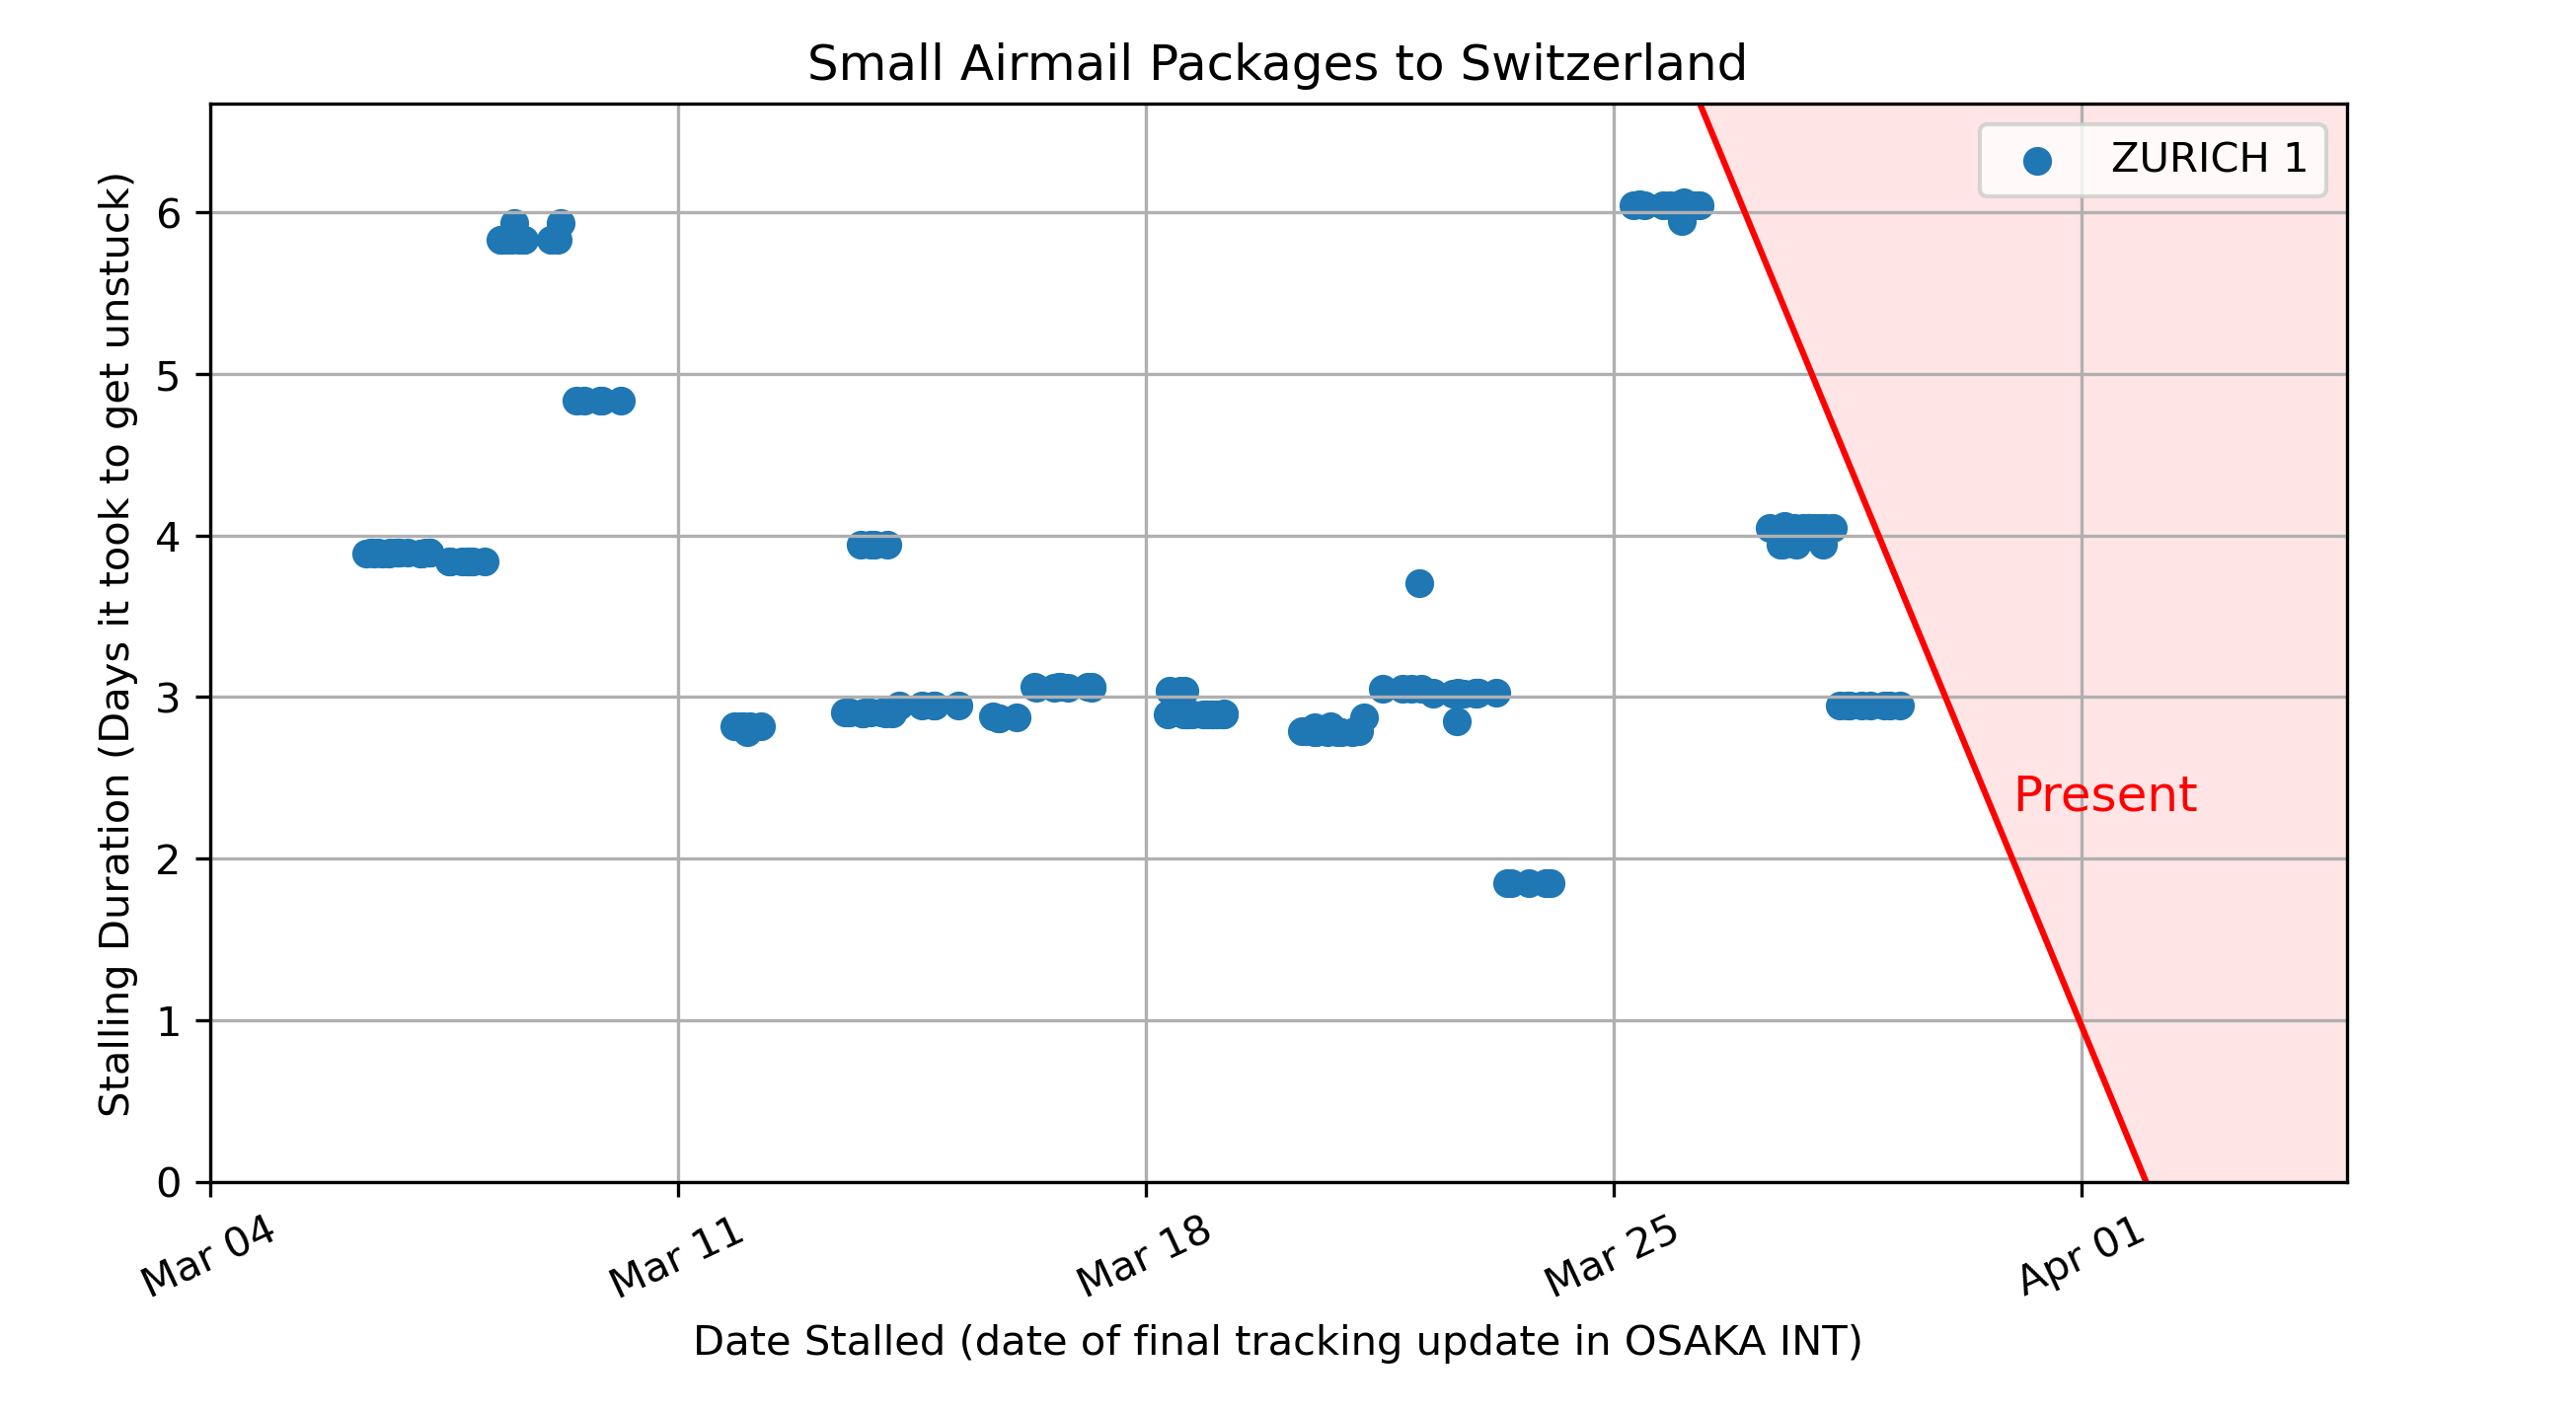 Small Airmail Packages to Switzerland
ZURICH 1
Stalling Duration (Days it took to get unstuck)
6
5
4
3
2
1
0
Present
Mar 04
Mar 11
Mar 18
Mar 25
Apr 01
Date Stalled (date of final tracking update in OSAKA INT)